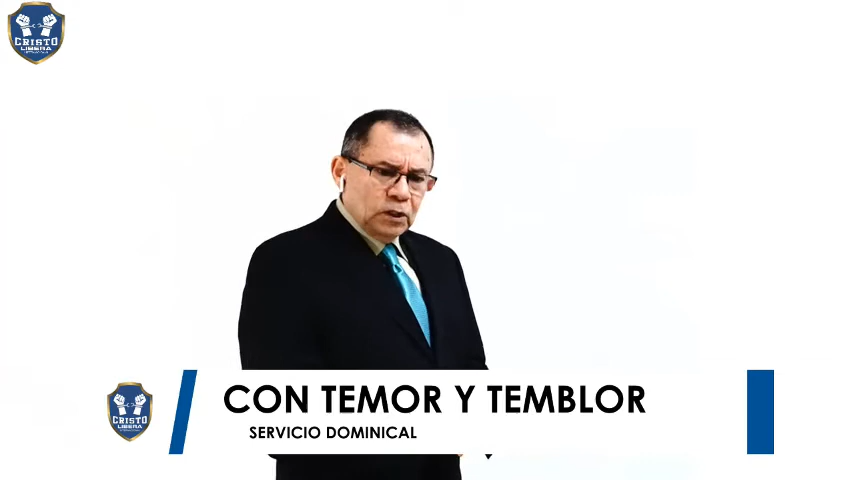 CRISTO
LIBERA
CON TEMOR Y TEMBLOR
SERVICIO DOMINICAL
CRISTO
LIBERA